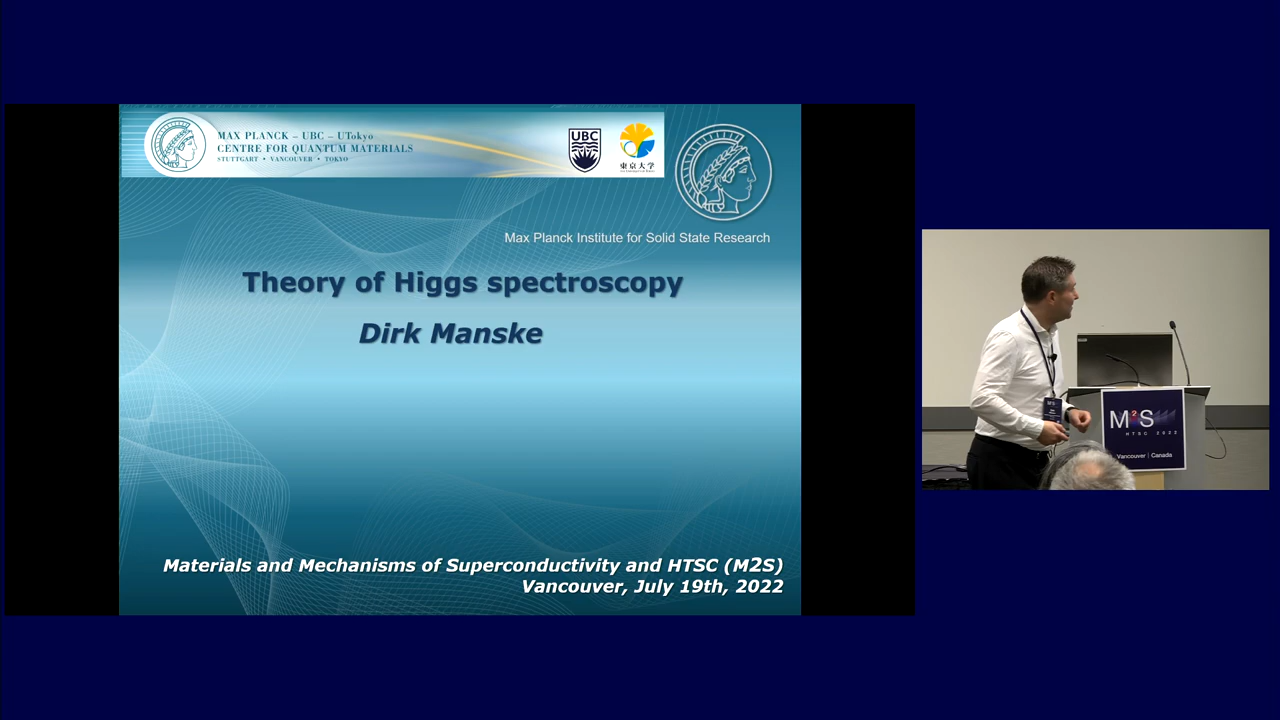 MAX PLANCK – UBC – UTokyo
CENTRE FOR QUANTUM MATERIALS
STUTTGART • VANCOUVER • TOKYO
UBC
東京大学
Max Planck Institute for Solid State Research
Theory of Higgs spectroscopy
Dirk Manske
Materials and Mechanisms of Superconductivity and HTSC (M2S)
Vancouver, July 19th, 2022
M2S
HTSC 2022
Vancouver | Canada